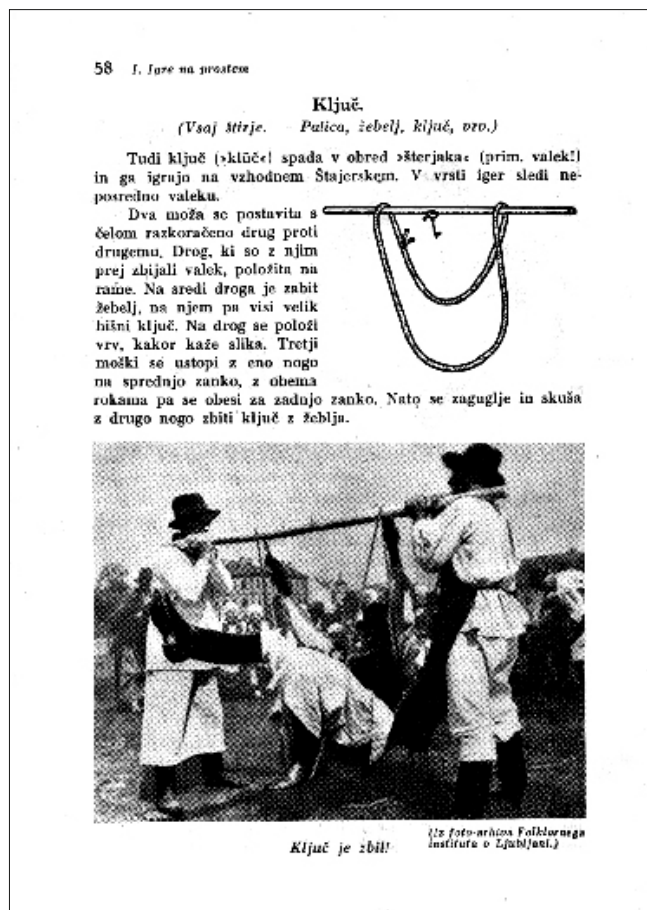 58 I. Igre na prostem
Ključ.
(Vsaj štirje. Palica, žebelj, ključ, vrv.)
Tudi ključ (»klüč«! spada v obred »šterjaka« (prim. valek!)
in ga igrajo na vzhodnem Štajerskem. V vrsti iger sledi ne-
posredno valeku.
Dva moža se postavita s
čelom razkoračeno drug proti
drugemu. Drog, ki so z njim
prej zbijali valek, položita na
rame. Na sredi droga je zabit
žebelj, na njem pa visi velik
hišni ključ. Na drog se položi
vrv, kakor kaže slika. Tretji
moški se ustopi z eno nogo
na sprednjo zanko, z obema
rokama pa se obesi za zadnjo zanko. Nato se zaguglje in skuša
z drugo nogo zbiti ključ z žeblja.
Ključ je zbil!
(Iz foto-arhiva Folklornega
instituta v Ljubljani.)